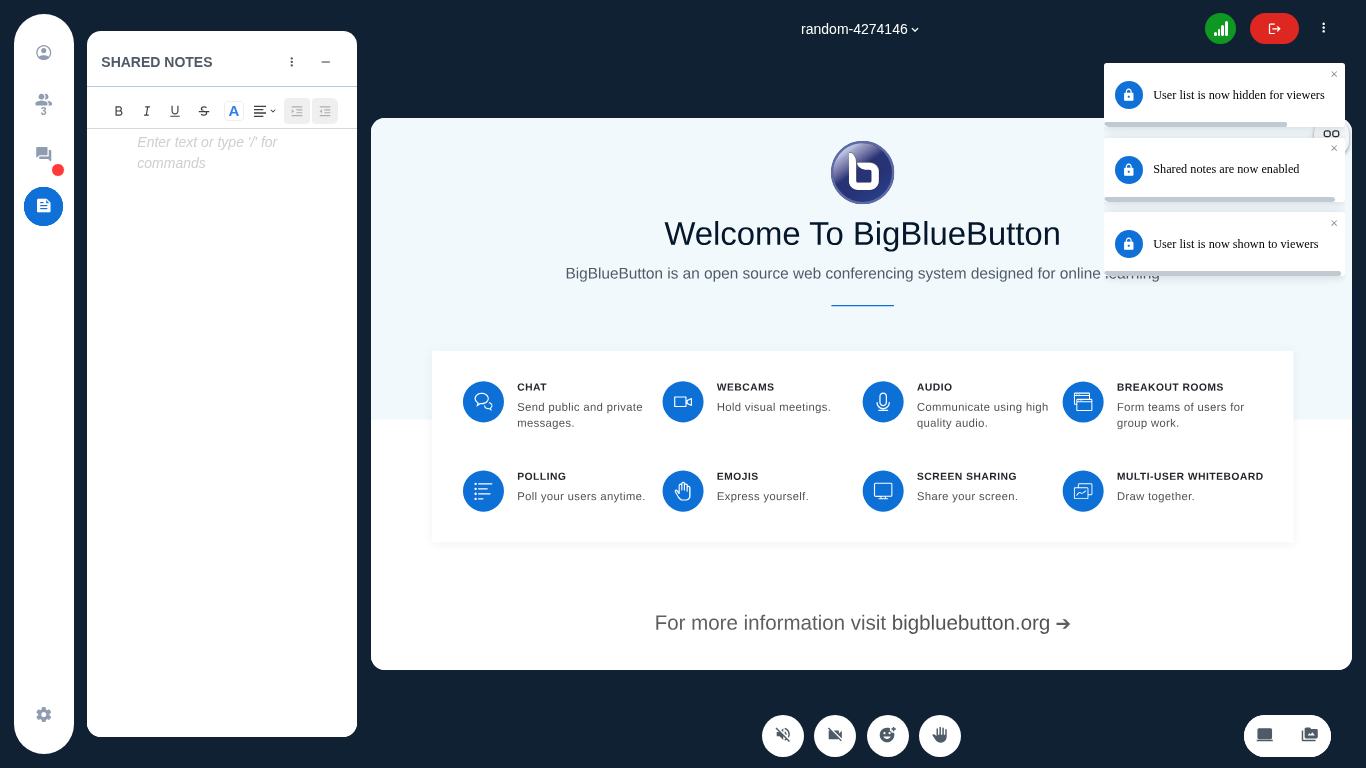 random-4274146
3
SHARED NOTES
B I U S A
Enter text or type '/' for
commands
User list is now hidden for viewers
Shared notes are now enabled
User list is now shown to viewers
Welcome To BigBlueButton
BigBlueButton is an open source web conferencing system designed for online learning
CHAT
Send public and private
messages.
WEBCAMS
Hold visual meetings.
AUDIO
Communicate using high
quality audio.
BREAKOUT ROOMS
Form teams of users for
group work.
POLLING
Poll your users anytime.
EMOJIS
Express yourself.
SCREEN SHARING
Share your screen.
MULTI-USER WHITEBOARD
Draw together.
For more information visit bigbluebutton.org ➔